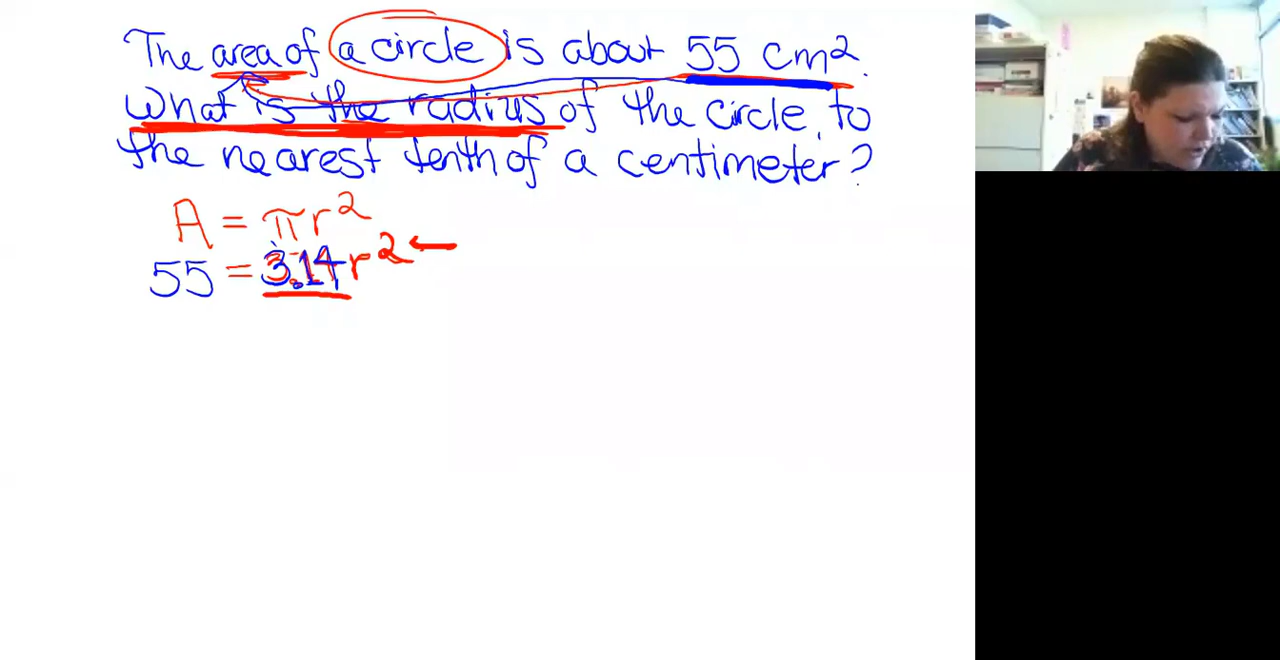 The area of a circle is about 55 cm².
What is the radius of the circle, to
the nearest tenth of a centimeter?
A = πr²
55 = 3.14r²